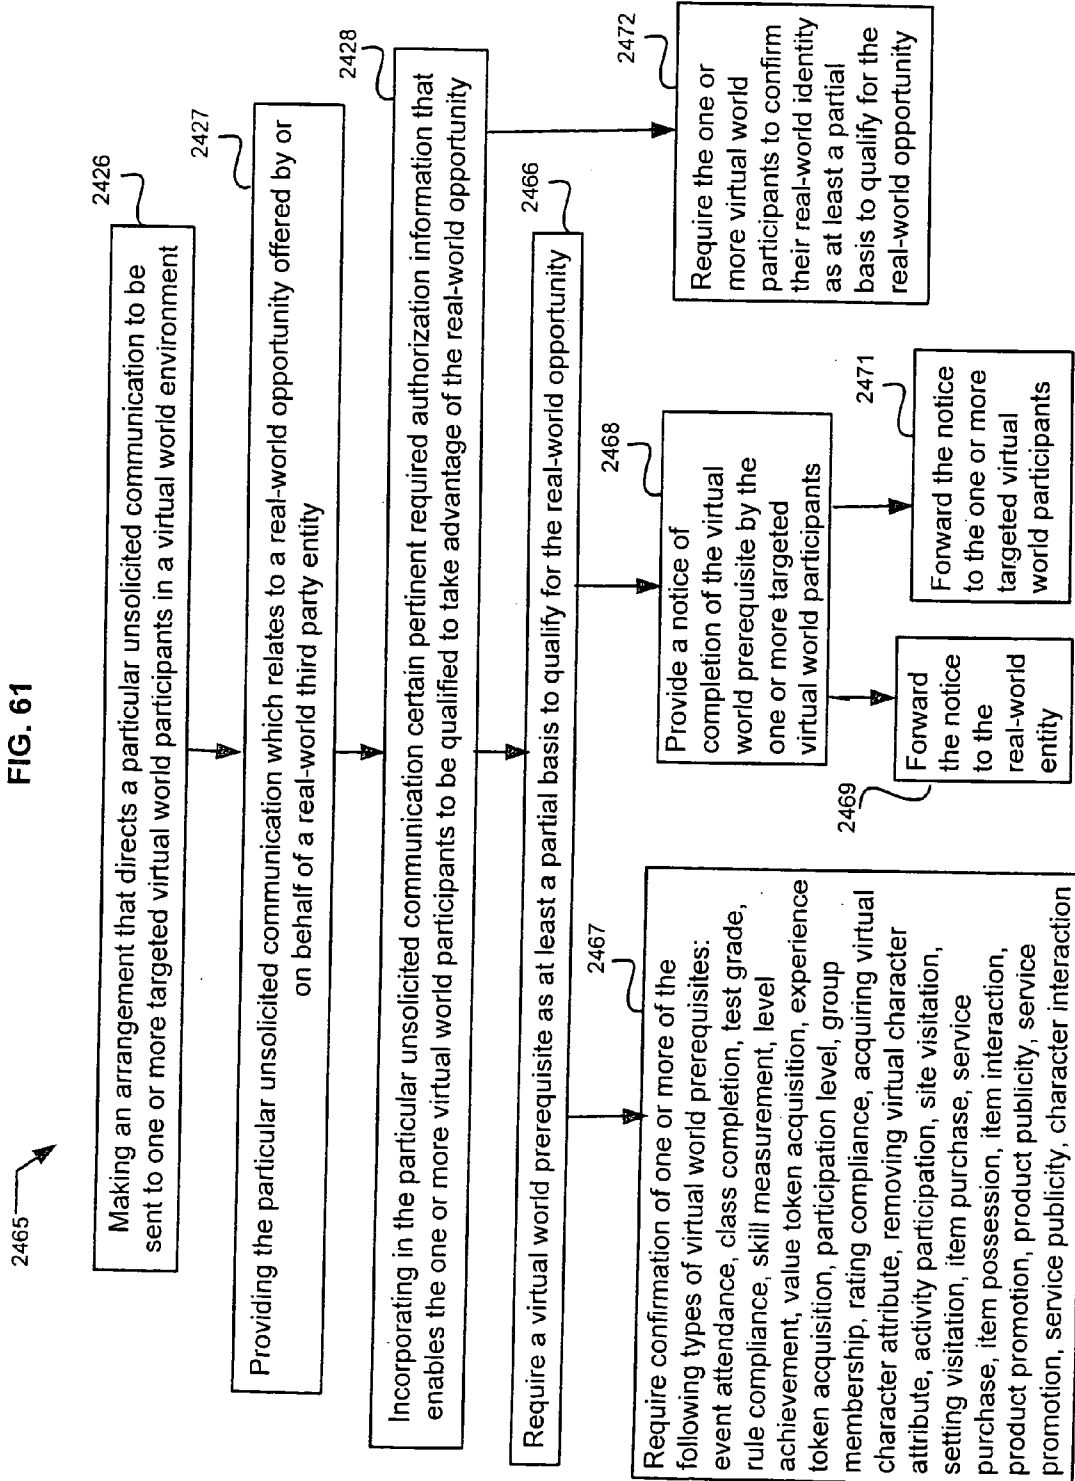 FIG. 61
2465
2426
Making an arrangement that directs a particular unsolicited communication to be
sent to one or more targeted virtual world participants in a virtual world environment
2427
Providing the particular unsolicited communication which relates to a real-world opportunity offered by or
on behalf of a real-world third party entity
2428
Incorporating in the particular unsolicited communication certain pertinent required authorization information that
enables the one or more virtual world participants to be qualified to take advantage of the real-world opportunity
2466
Require a virtual world prerequisite as at least a partial basis to qualify for the real-world opportunity
2467
Require confirmation of one or more of the
following types of virtual world prerequisites:
event attendance, class completion, test grade,
rule compliance, skill measurement, level
achievement, value token acquisition, experience
token acquisition, participation level, group
membership, rating compliance, acquiring virtual
character attribute, removing virtual character
attribute, activity participation, site visitation,
setting visitation, item purchase, service
purchase, item possession, item interaction,
product promotion, product publicity, service
promotion, service publicity, character interaction
2468
Provide a notice of
completion of the virtual
world prerequisite by the
one or more targeted
virtual world participants
2469
Forward
the notice
to the
real-world
entity
2471
Forward the notice
to the one or more
targeted virtual
world participants
2472
Require the one or
more virtual world
participants to confirm
their real-world identity
as at least a partial
basis to qualify for the
real-world opportunity